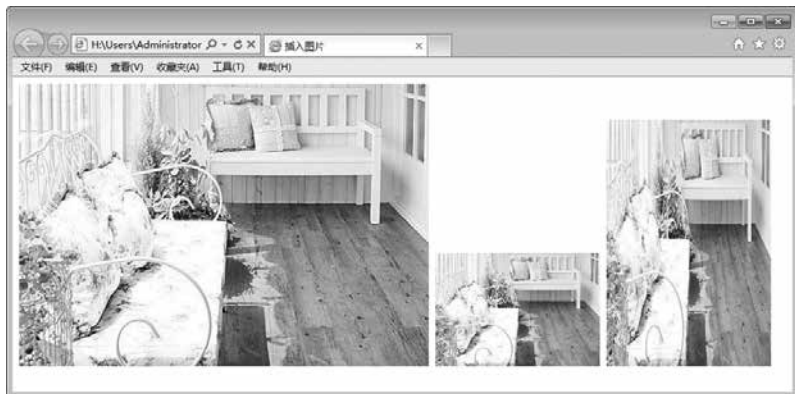 H:\Users\Administrator
插入图片
文件(F) 编辑(E) 查看(V) 收藏夹(A) 工具(T) 帮助(H)